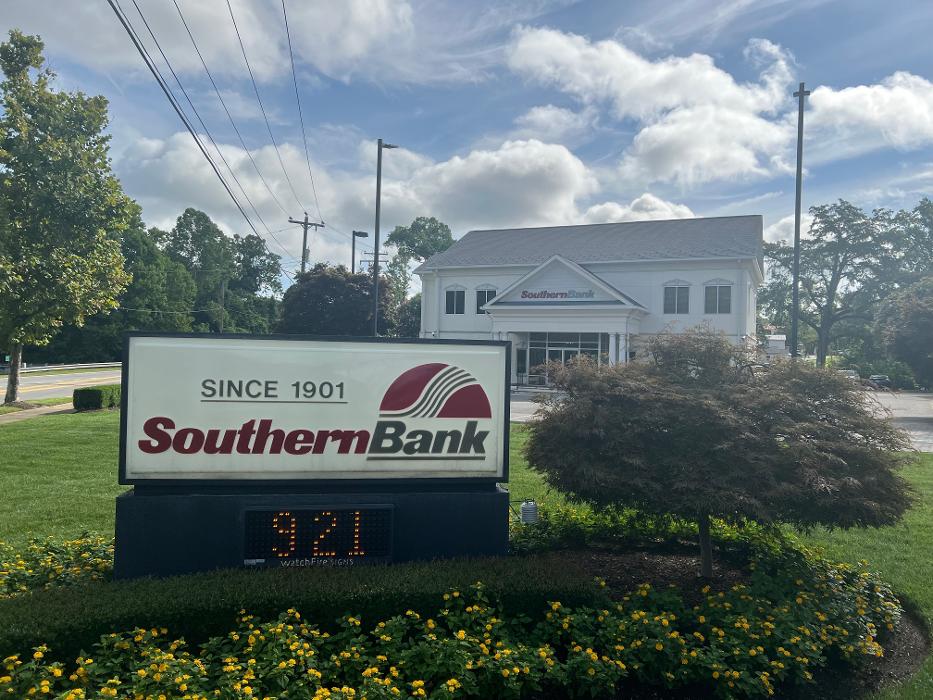 SouthernBank
SINCE 1901
SouthernBank
921
watchFire SIGNS